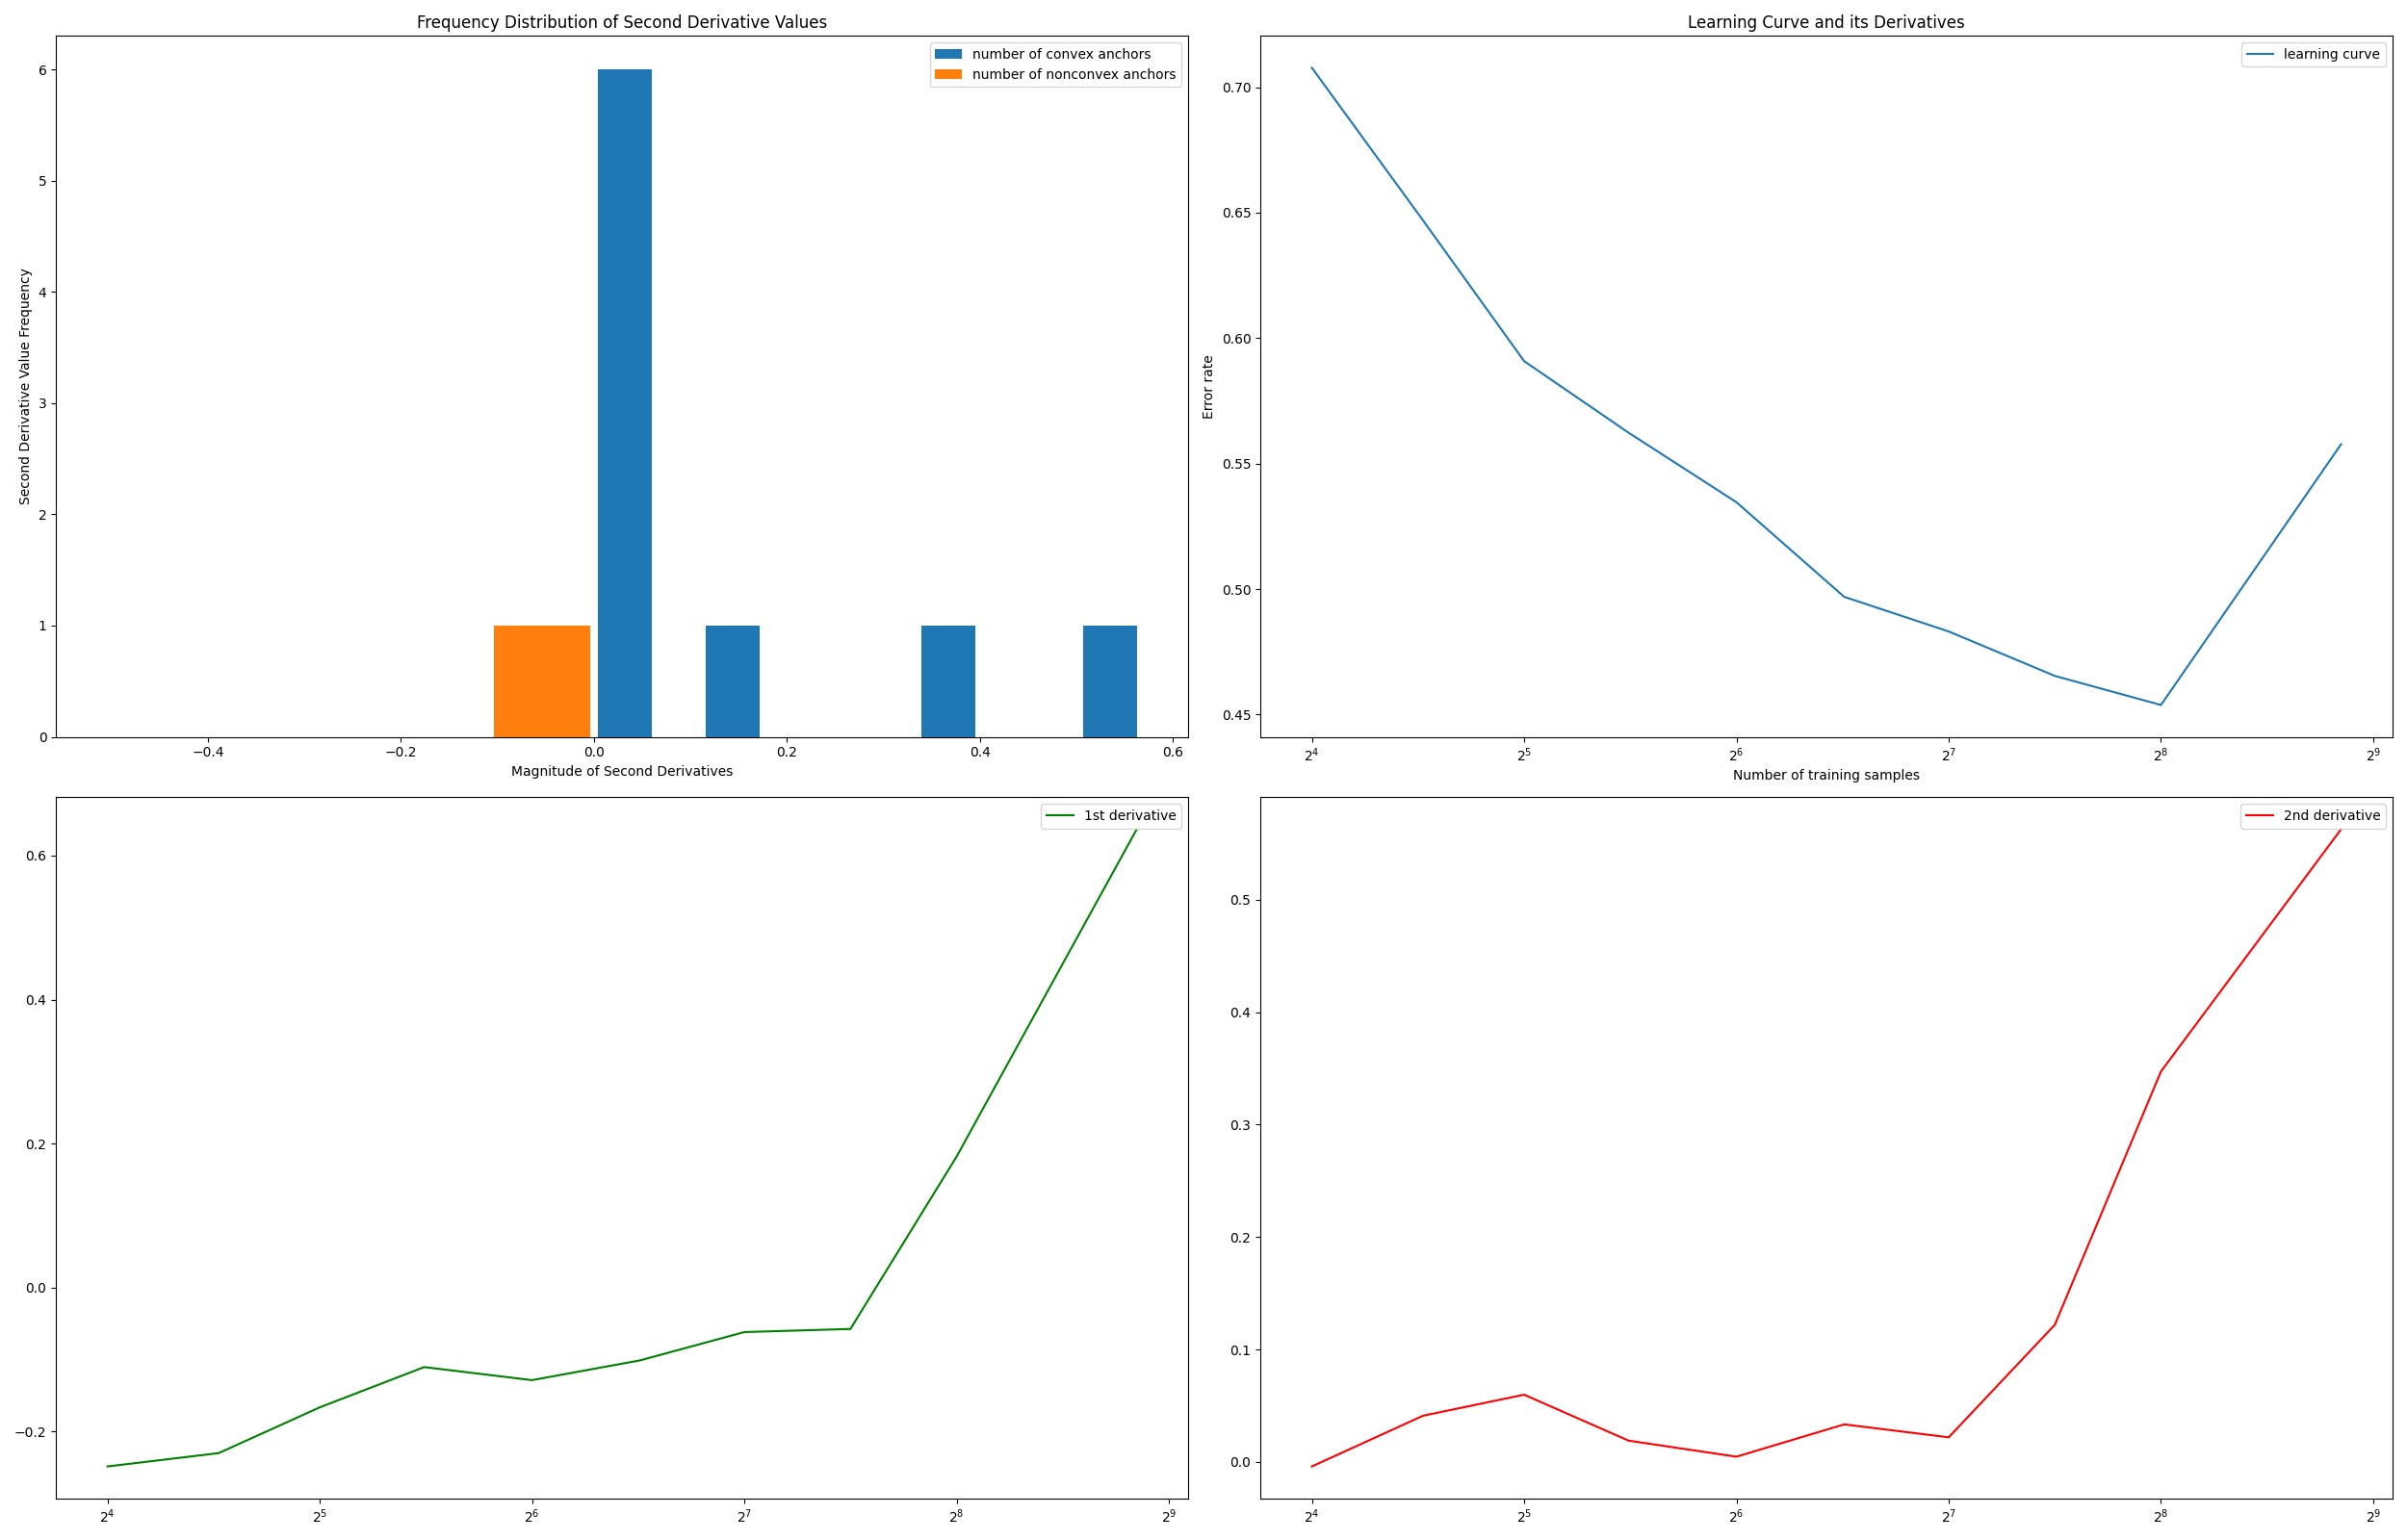 Frequency Distribution of Second Derivative Values
number of convex anchors
number of nonconvex anchors
Second Derivative Value Frequency
6
5
4
3
2
1
0
−0.4 −0.2 0.0 0.2 0.4 0.6
Magnitude of Second Derivatives
Learning Curve and its Derivatives
learning curve
Error rate
0.70
0.65
0.60
0.55
0.50
0.45
2⁴ 2⁵ 2⁶ 2⁷ 2⁸ 2⁹
Number of training samples
1st derivative
0.6
0.4
0.2
0.0
−0.2
2⁴ 2⁵ 2⁶ 2⁷ 2⁸ 2⁹
2nd derivative
0.5
0.4
0.3
0.2
0.1
0.0
2⁴ 2⁵ 2⁶ 2⁷ 2⁸ 2⁹